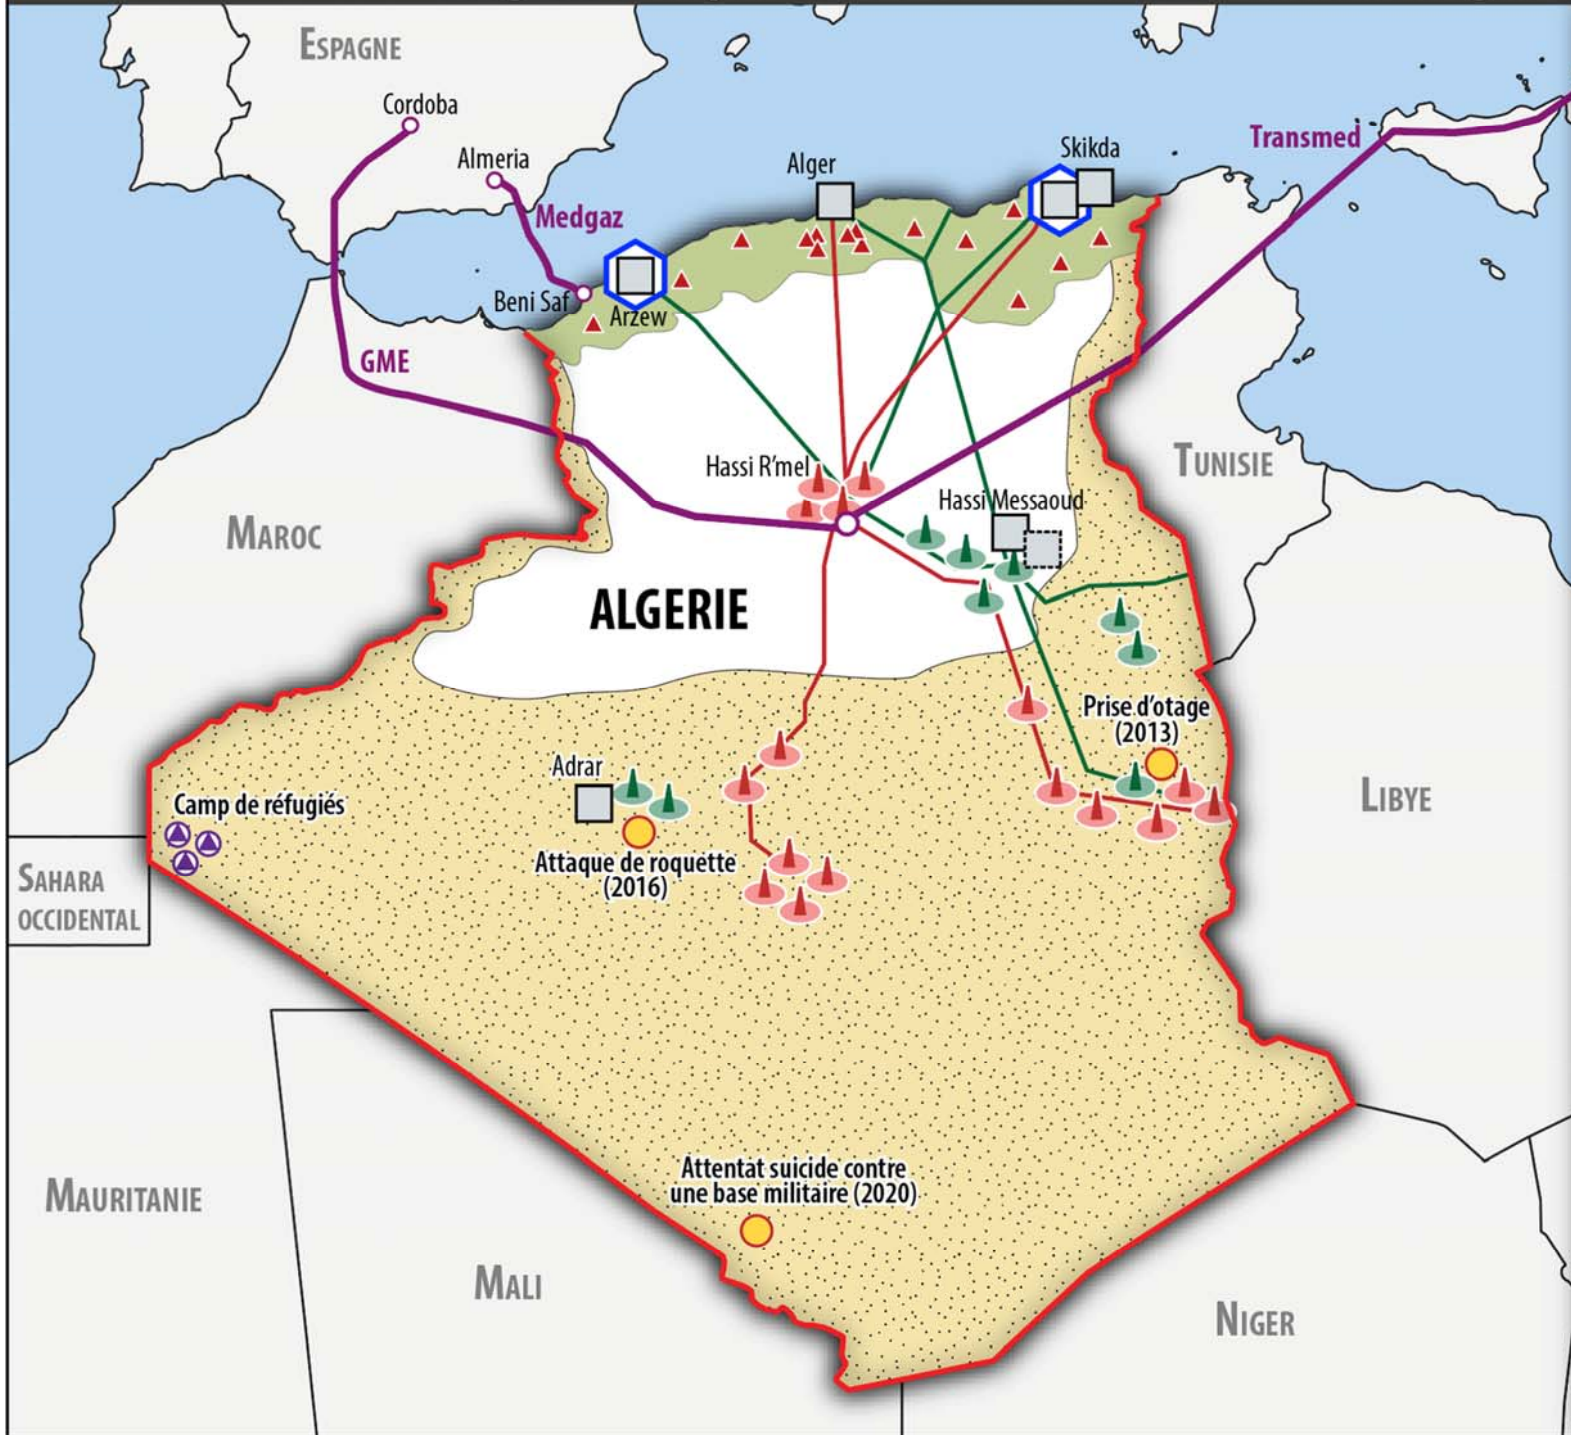 ESPAGNE
Cordoba
Almeria
Alger
Skikda
Transmed
Medgaz
Beni Saf
Arzew
GME
Hassi R'mel
TUNISIE
Hassi Messaoud
MAROC
ALGERIE
Prise d'otage
(2013)
Adrar
LIBYE
Camp de réfugiés
Attaque de roquette
(2016)
SAHARA
OCCIDENTAL
Attentat suicide contre
une base militaire (2020)
MAURITANIE
MALI
NIGER